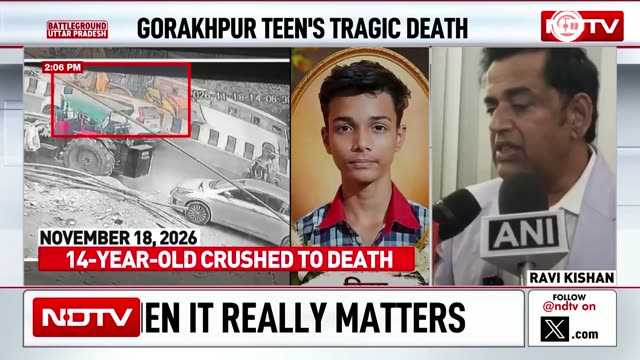 BATTLEGROUND
UTTAR PRADESH
GORAKHPUR TEEN'S TRAGIC DEATH
NDTV
2:06 PM
NOVEMBER 18, 2026
14-YEAR-OLD CRUSHED TO DEATH
ANI
RAVI KISHAN
NDTV
IT REALLY MATTERS
FOLLOW
@ndtv on
X.com